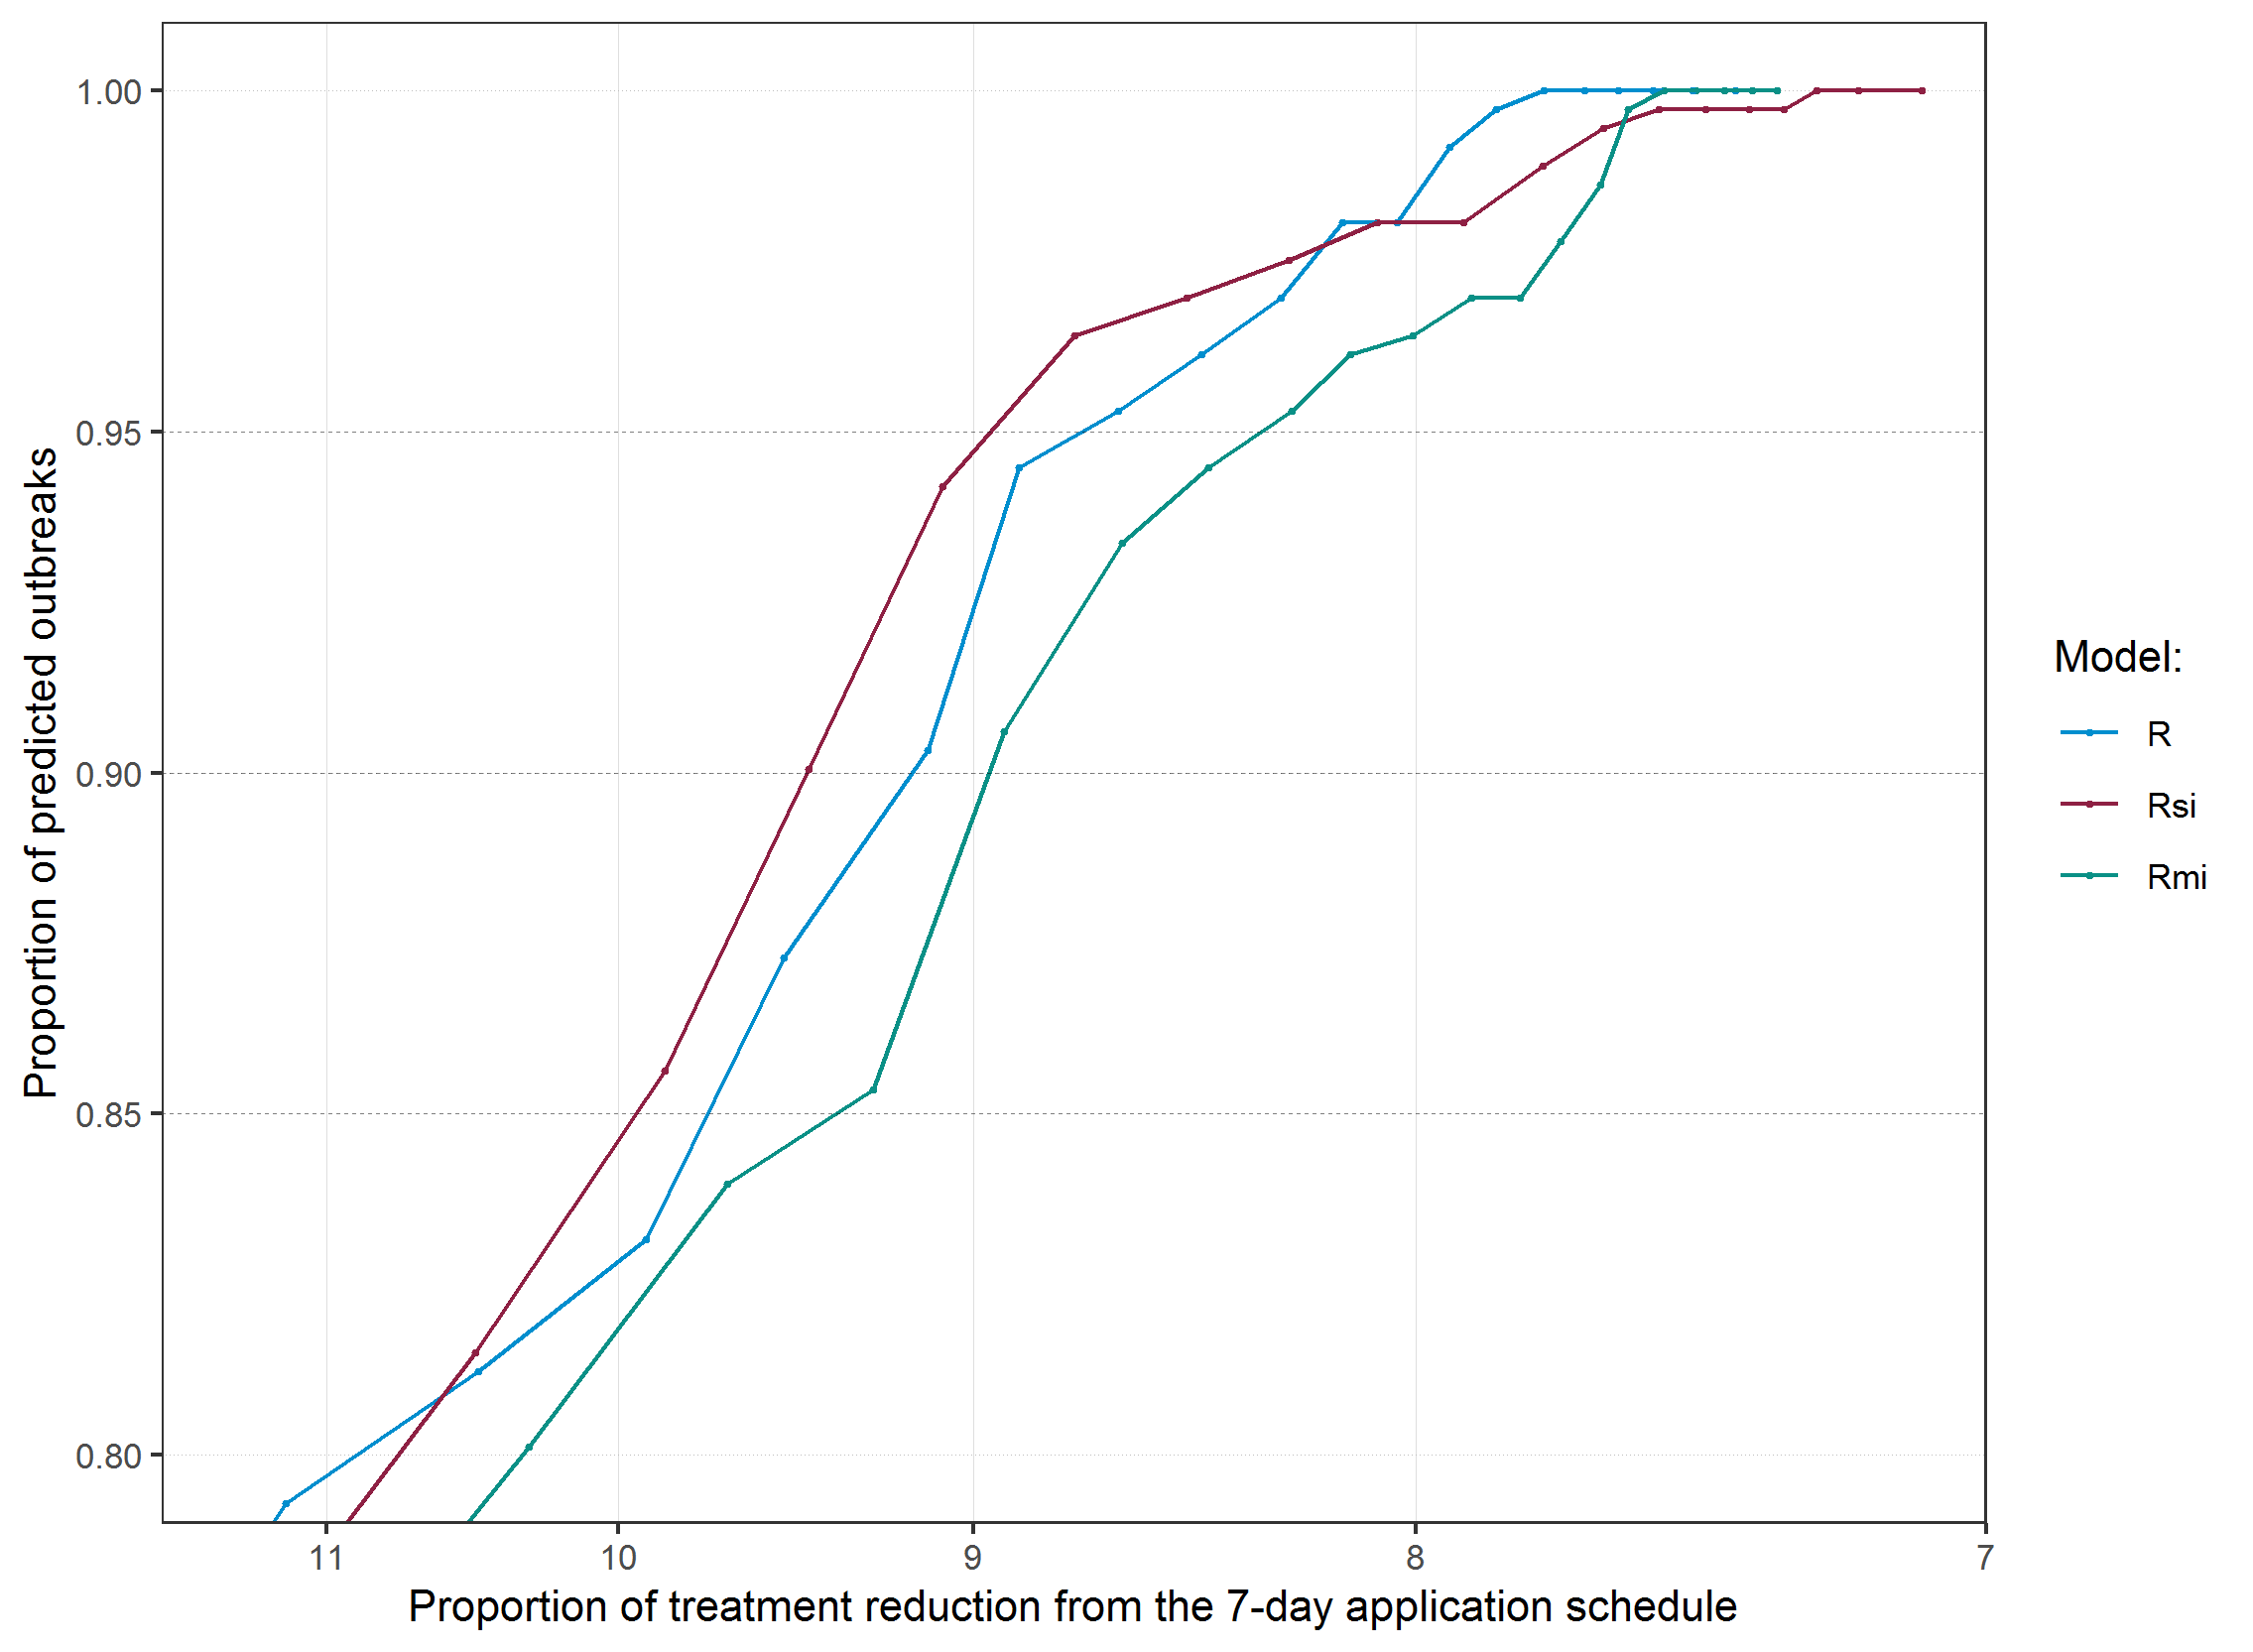 1.00
0.95
0.90
0.85
0.80
Proportion of predicted outbreaks
11 10 9 8 7
Proportion of treatment reduction from the 7-day application schedule
Model:
R
Rsi
Rmi